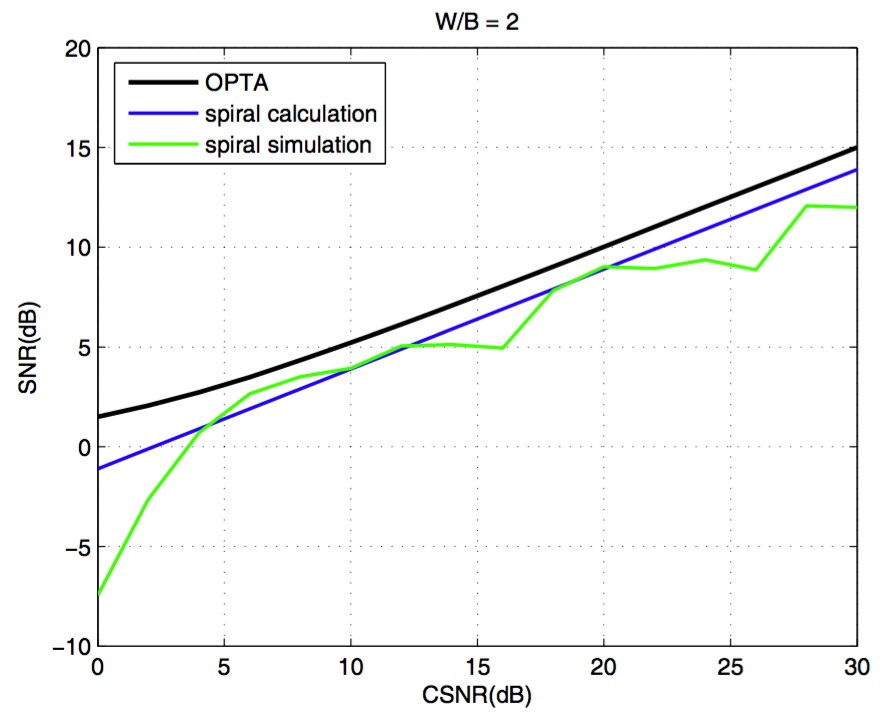 W/B = 2
20
OPTA
spiral calculation
spiral simulation
15
10
5
0
−5
−10
SNR(dB)
0 5 10 15 20 25 30
CSNR(dB)